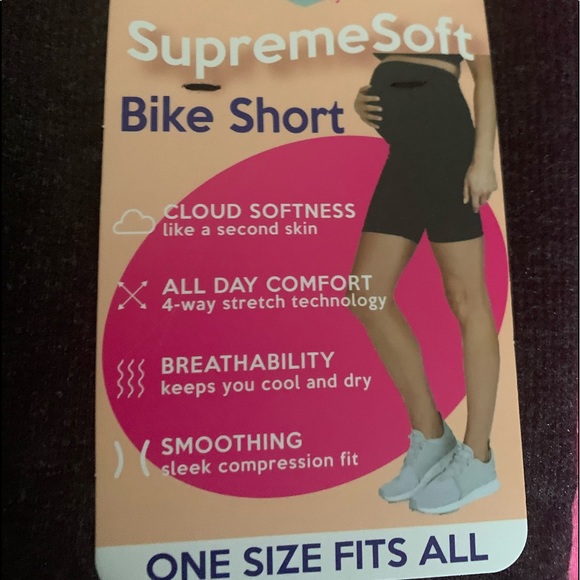 SupremeSoft
Bike Short
CLOUD SOFTNESS
like a second skin
ALL DAY COMFORT
4-way stretch technology
BREATHABILITY
keeps you cool and dry
SMOOTHING
sleek compression fit
ONE SIZE FITS ALL